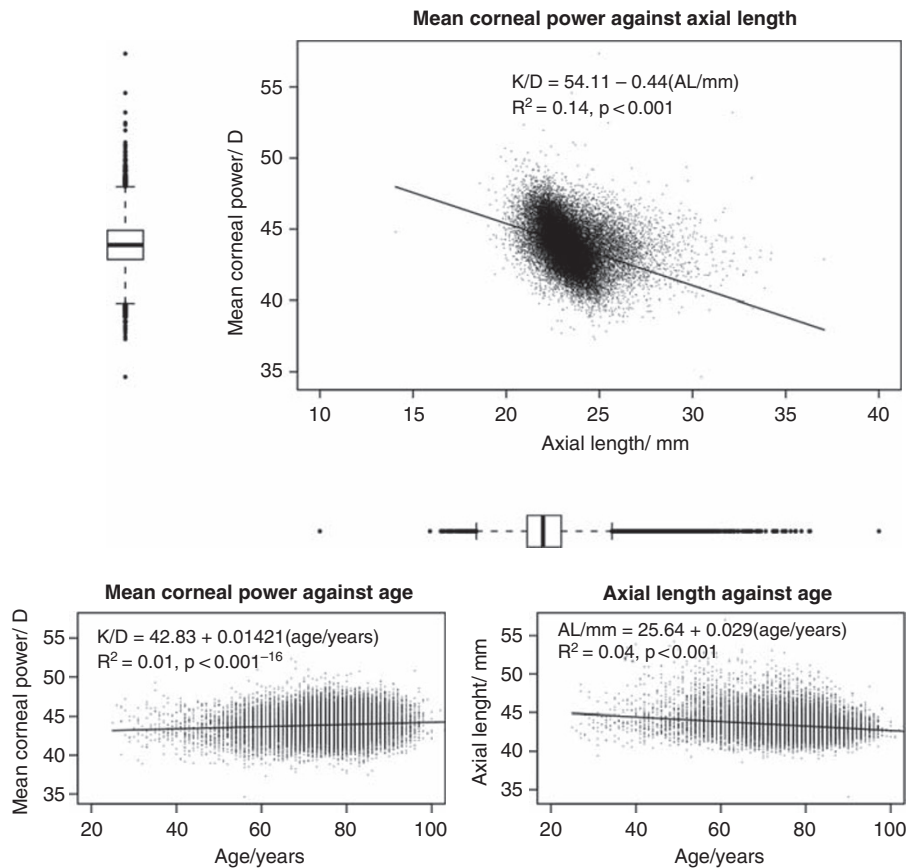 Mean corneal power against axial length
K/D = 54.11 – 0.44(AL/mm)
R² = 0.14, p < 0.001
Mean corneal power/ D
55
50
45
40
35
10 15 20 25 30 35 40
Axial length/ mm
Mean corneal power against age
K/D = 42.83 + 0.01421(age/years)
R² = 0.01, p < 0.001⁻¹⁶
Mean corneal power/ D
55
50
45
40
35
20 40 60 80 100
Age/years
Axial length against age
AL/mm = 25.64 + 0.029(age/years)
R² = 0.04, p < 0.001
Axial lenght/ mm
55
50
45
40
35
20 40 60 80 100
Age/years